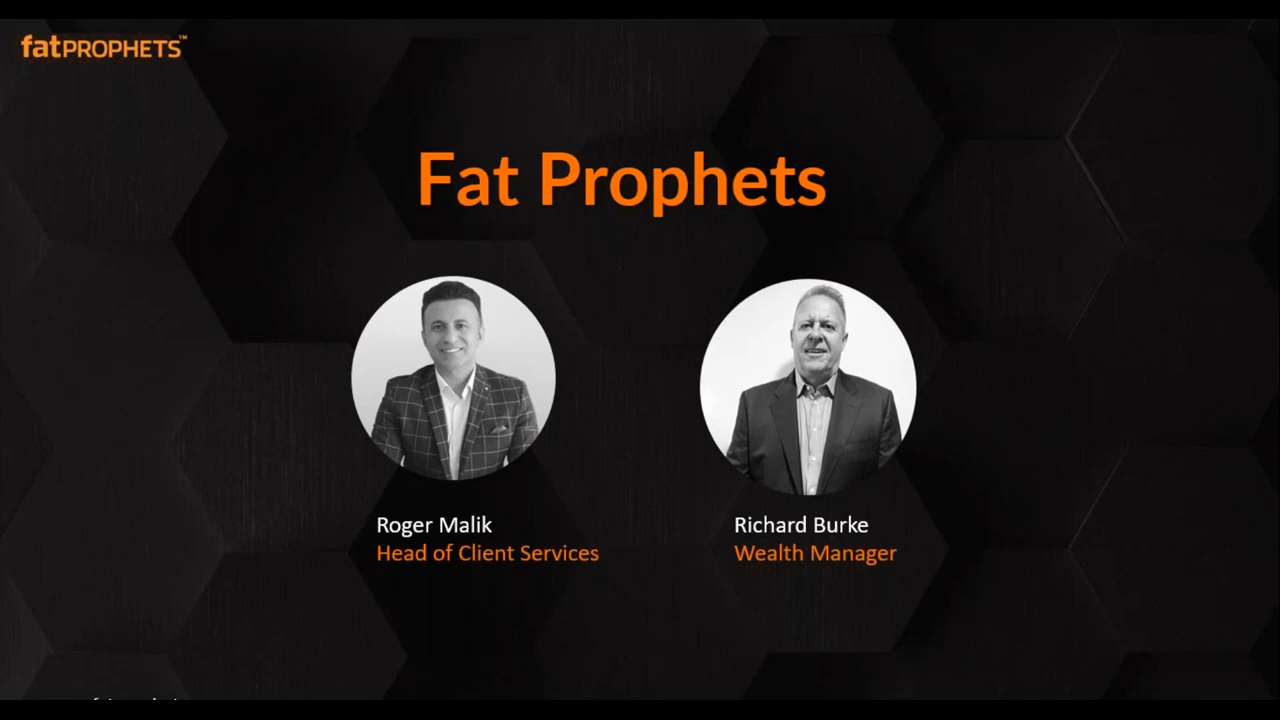 fatPROPHETS™
Fat Prophets
Roger Malik
Head of Client Services
Richard Burke
Wealth Manager